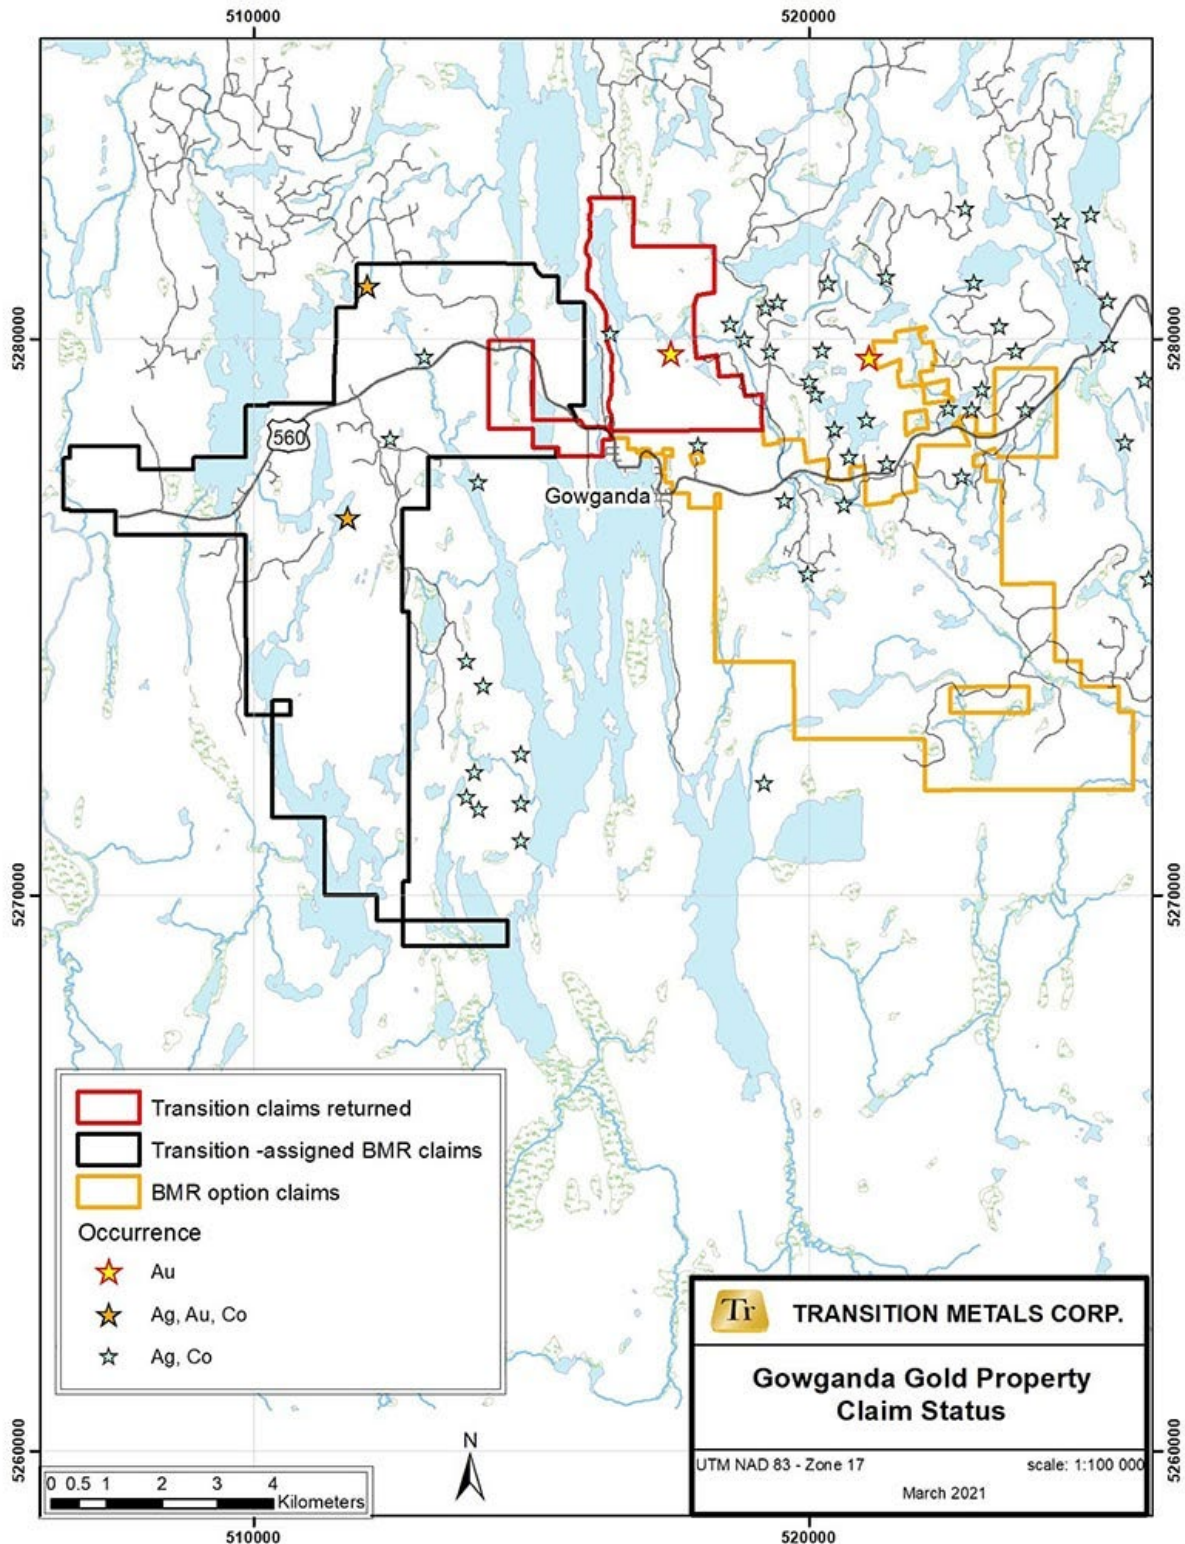 510000
520000
5280000
5280000
560
Gowganda
5270000
5270000
Transition claims returned
Transition -assigned BMR claims
BMR option claims
Occurrence
Au
Ag, Au, Co
Ag, Co
Tr
TRANSITION METALS CORP.
Gowganda Gold Property
Claim Status
5260000
5260000
N
UTM NAD 83 - Zone 17
scale: 1:100 000
March 2021
0 0.5 1 2 3 4
Kilometers
510000
520000